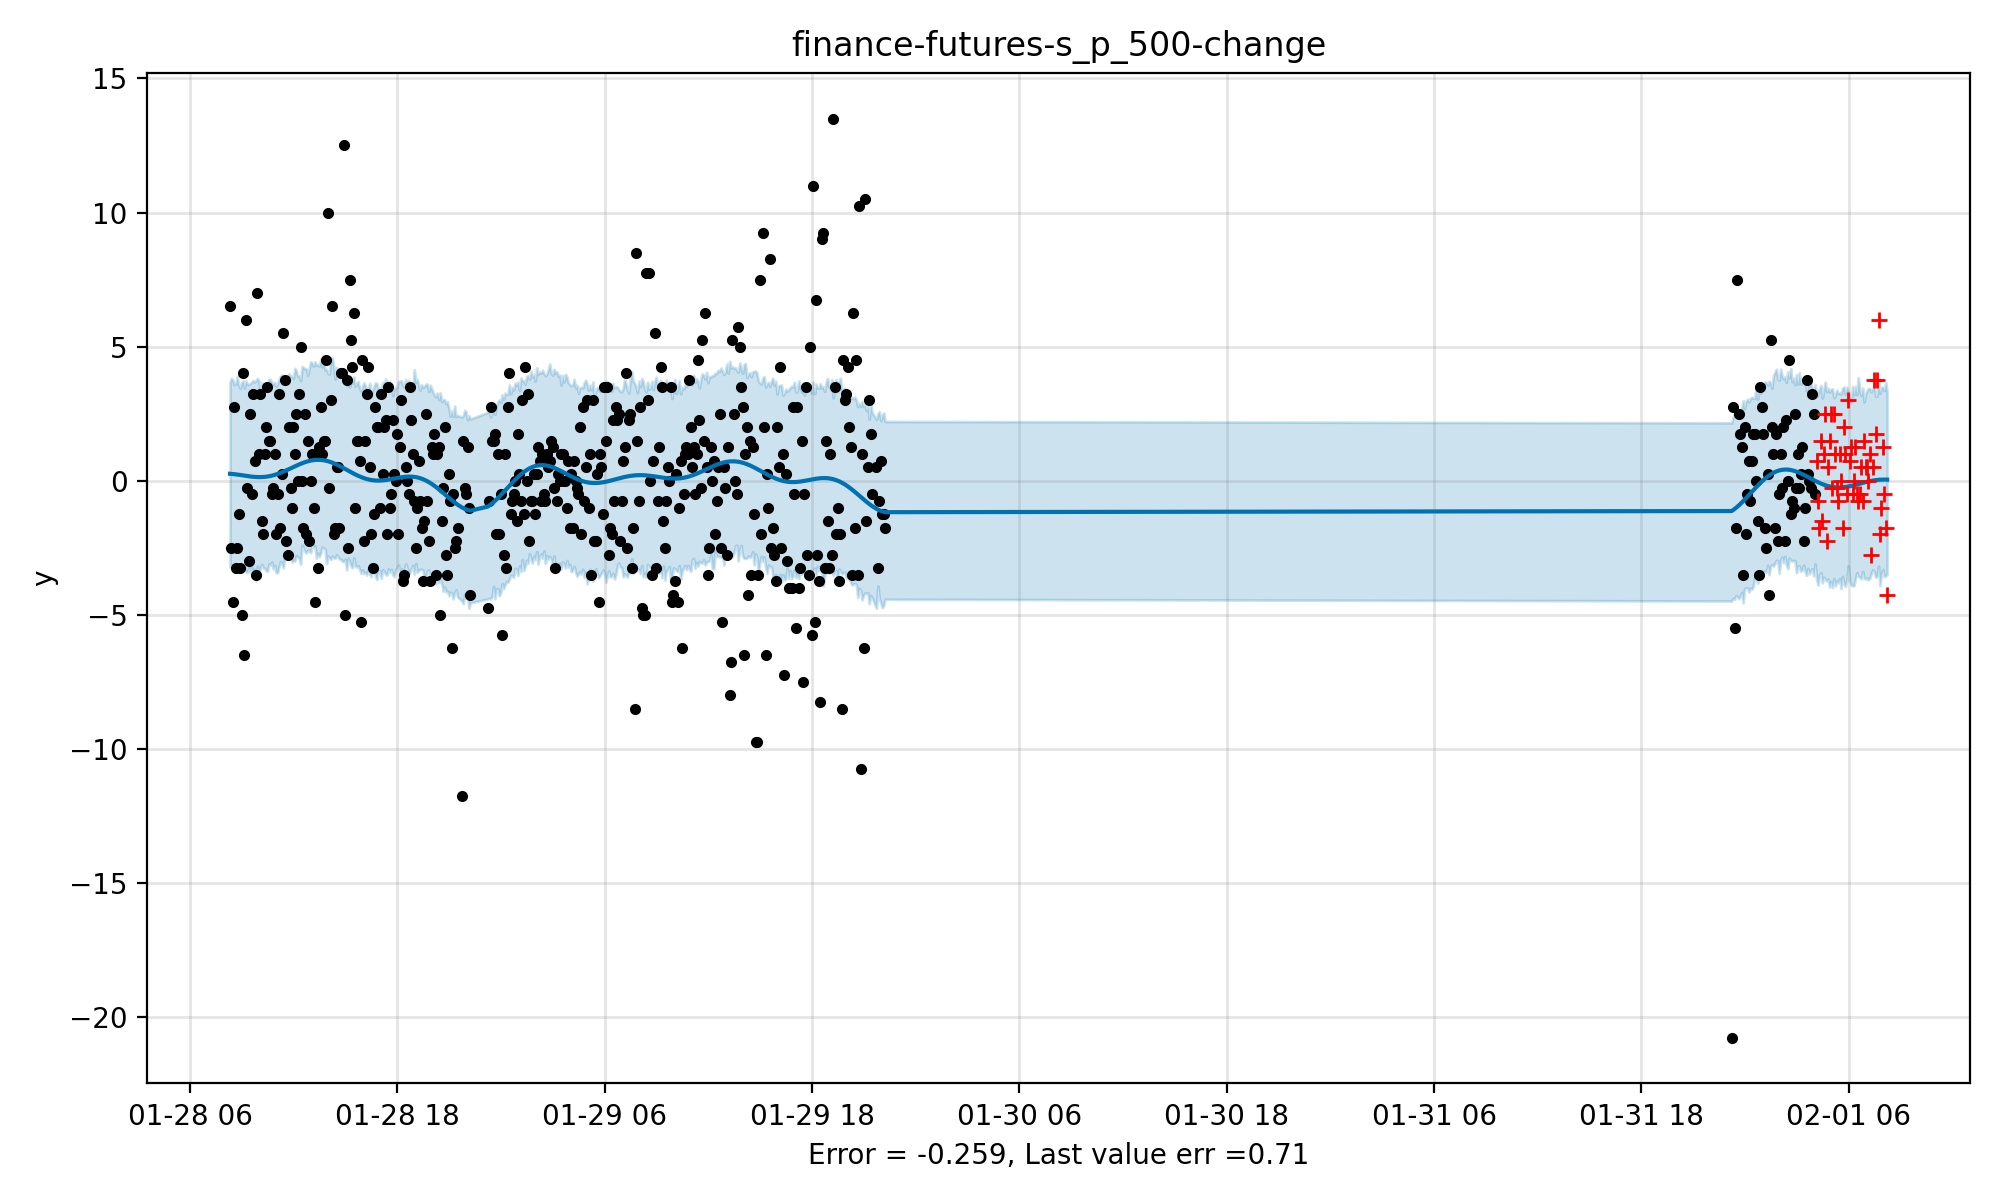 finance-futures-s_p_500-change
15
10
5
0
−5
−10
−15
−20
y
01-28 06 01-28 18 01-29 06 01-29 18 01-30 06 01-30 18 01-31 06 01-31 18 02-01 06
Error = -0.259, Last value err =0.71